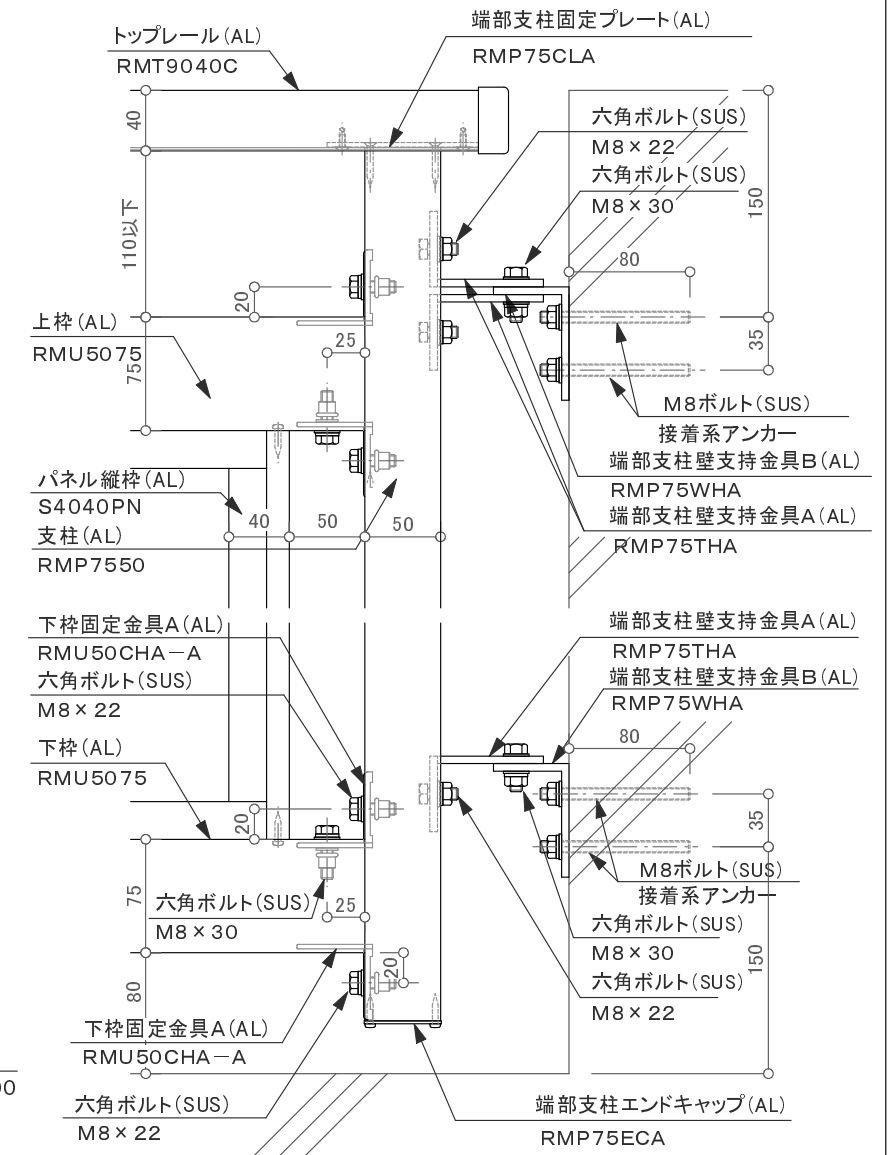 端部支柱固定プレート(AL)
RMP75CLA
トップレール(AL)
RMT9040C
六角ボルト(SUS)
M8×22
六角ボルト(SUS)
M8×30
40
110以下
20
75
25
150
80
35
上枠(AL)
RMU5075
M8ボルト(SUS)
接着系アンカー
端部支柱壁支持金具B(AL)
RMP75WHA
端部支柱壁支持金具A(AL)
RMP75THA
パネル縦枠(AL)
S4040PN
支柱(AL)
RMP7550
40
50
50
下枠固定金具A(AL)
RMU50CHA-A
六角ボルト(SUS)
M8×22
下枠(AL)
RMU5075
端部支柱壁支持金具A(AL)
RMP75THA
端部支柱壁支持金具B(AL)
RMP75WHA
80
20
35
75
25
20
80
150
六角ボルト(SUS)
M8×30
M8ボルト(SUS)
接着系アンカー
六角ボルト(SUS)
M8×30
六角ボルト(SUS)
M8×22
下枠固定金具A(AL)
RMU50CHA-A
六角ボルト(SUS)
M8×22
端部支柱エンドキャップ(AL)
RMP75ECA